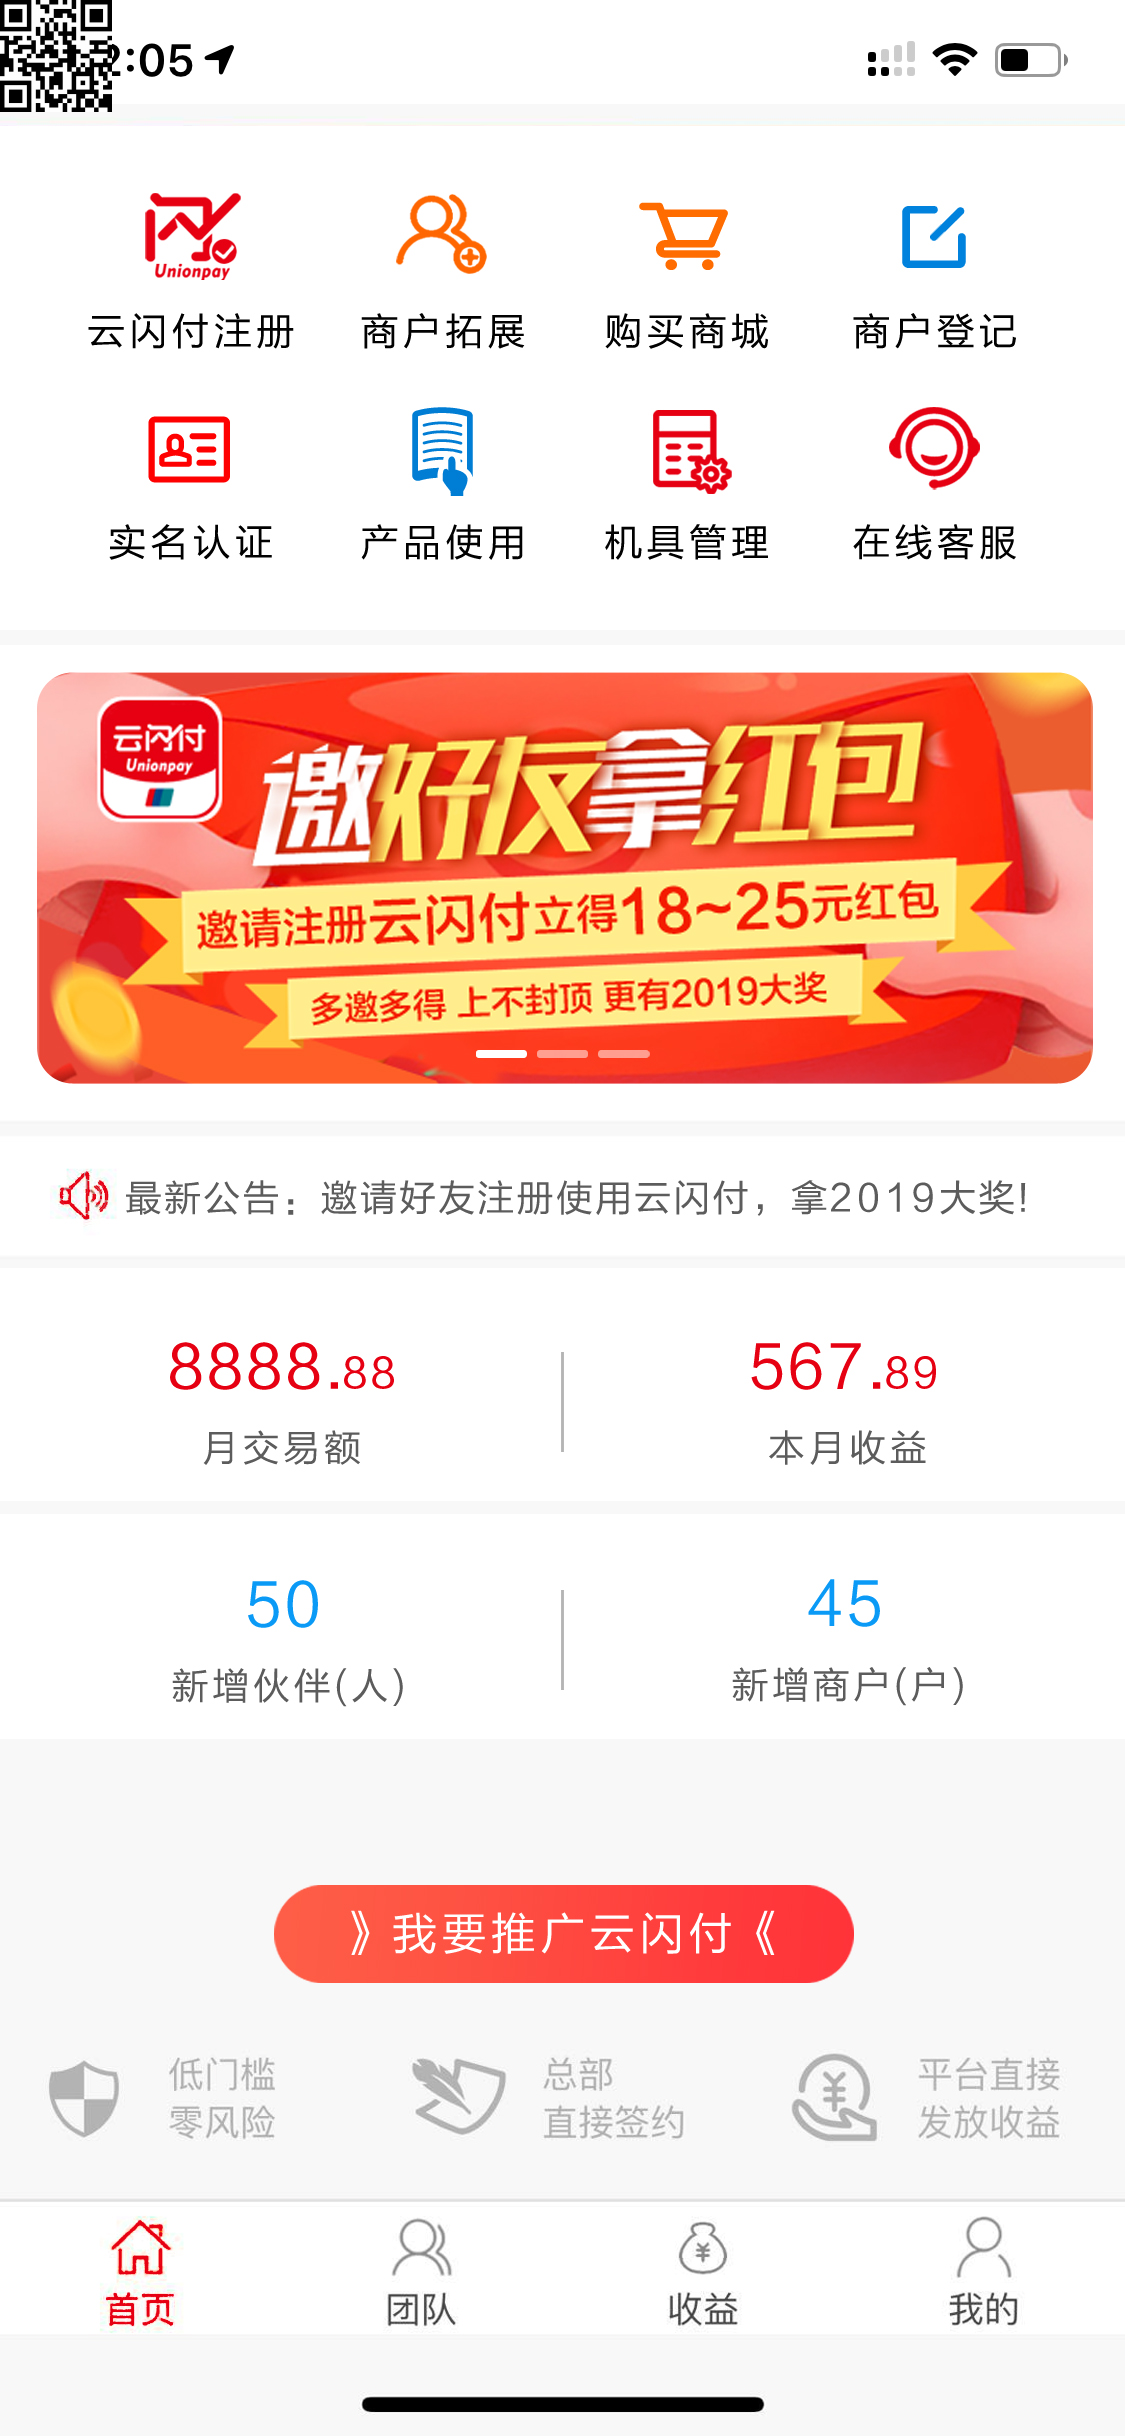 2:05
Unionpay
云闪付注册
商户拓展
购买商城
商户登记
实名认证
产品使用
机具管理
在线客服
云闪付
Unionpay
邀好友拿红包
邀请注册云闪付立得18~25元红包
多邀多得 上不封顶 更有2019大奖
最新公告：邀请好友注册使用云闪付，拿2019大奖!
8888.88
567.89
月交易额
本月收益
50
45
新增伙伴(人)
新增商户(户)
》我要推广云闪付《
低门槛
零风险
总部
直接签约
平台直接
发放收益
首页
团队
收益
我的